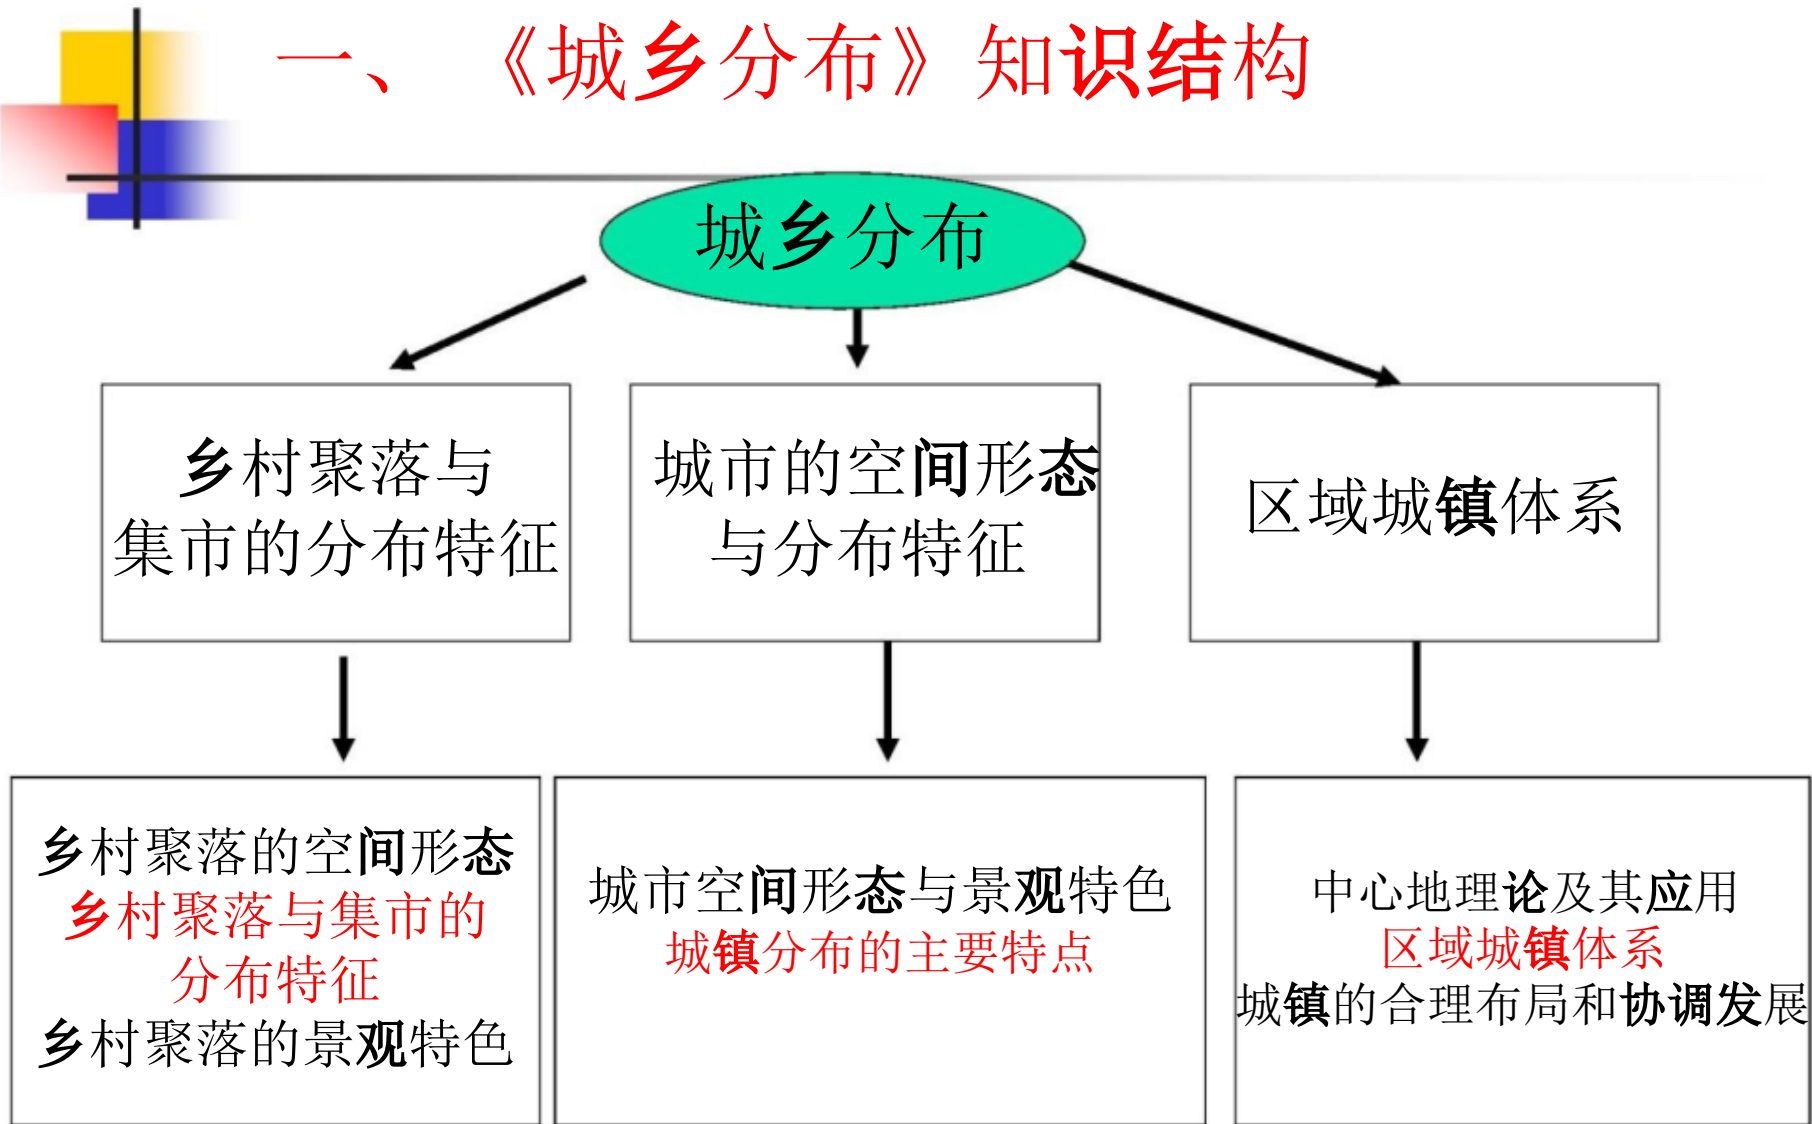 一、 《城乡分布》知识结构
城乡分布
乡村聚落与
集市的分布特征
城市的空间形态
与分布特征
区域城镇体系
乡村聚落的空间形态
乡村聚落与集市的
分布特征
乡村聚落的景观特色
城市空间形态与景观特色
城镇分布的主要特点
中心地理论及其应用
区域城镇体系
城镇的合理布局和协调发展